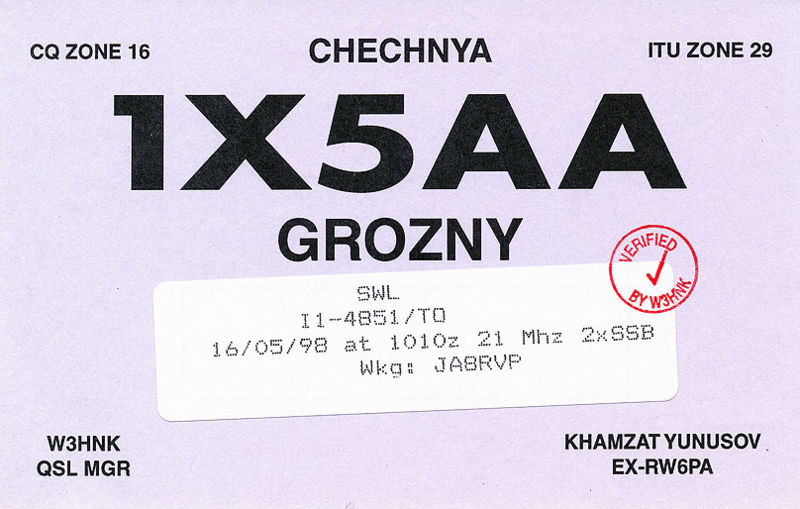 CQ ZONE 16
CHECHNYA
ITU ZONE 29
1X5AA
GROZNY
VERIFIED
BY W3HNK
SWL
I1-4851/TO
16/05/98 at 1010z 21 Mhz 2xSSB
Wkg: JA8RVP
W3HNK
QSL MGR
KHAMZAT YUNUSOV
EX-RW6PA